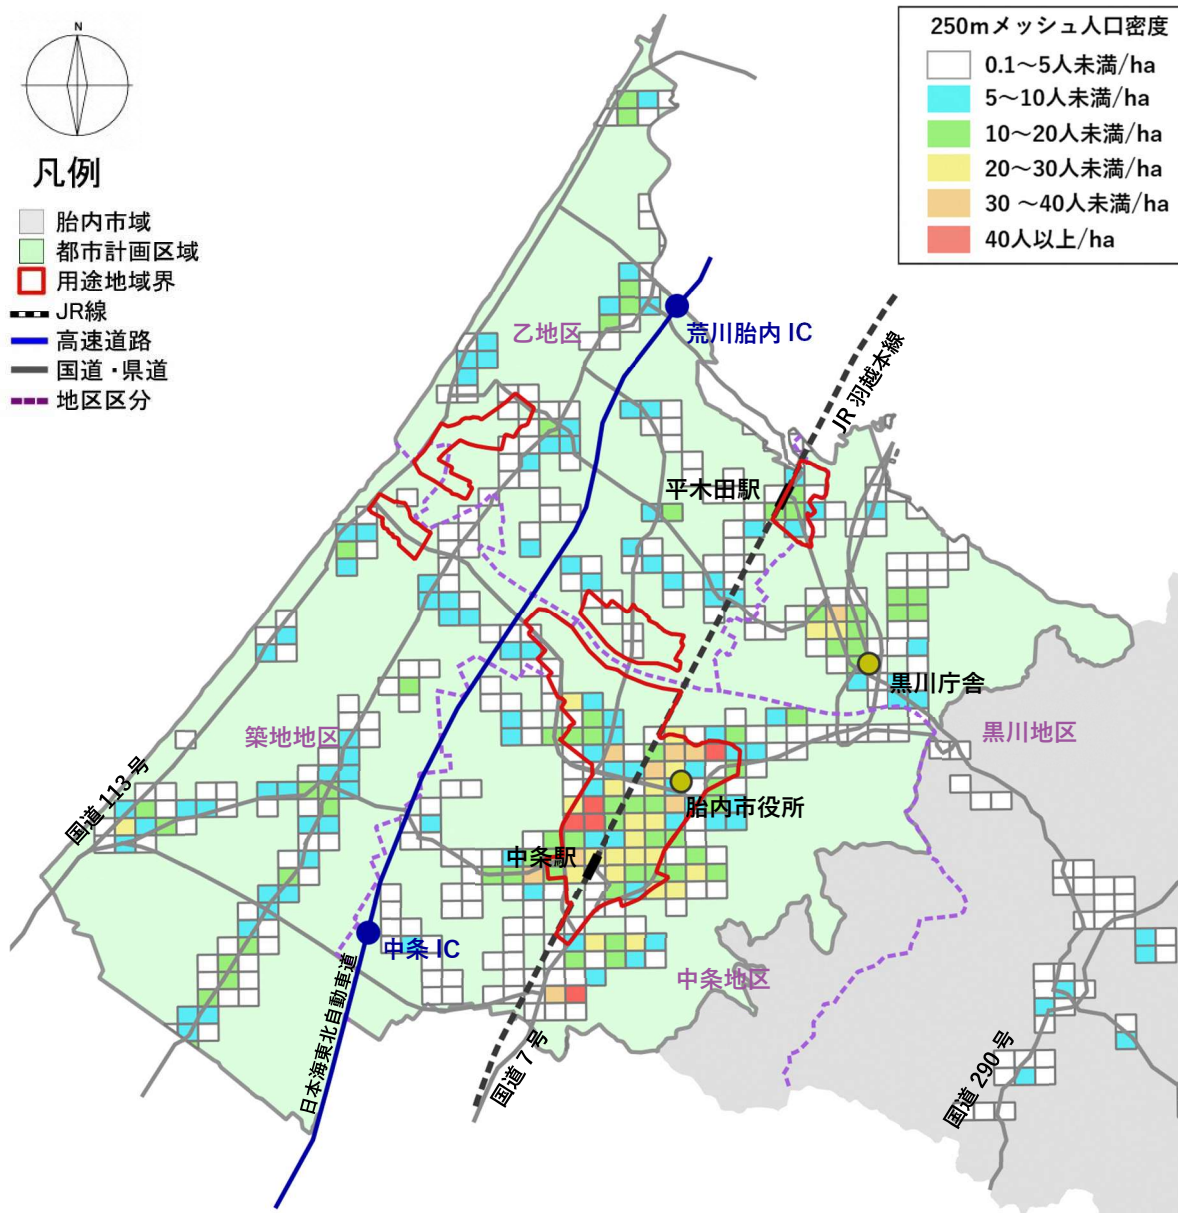 N
凡例
胎内市域
都市計画区域
用途地域界
JR線
高速道路
国道・県道
地区区分
250mメッシュ人口密度
0.1～5人未満/ha
5～10人未満/ha
10～20人未満/ha
20～30人未満/ha
30 ～40人未満/ha
40人以上/ha
乙地区
荒川胎内 IC
JR 羽越本線
平木田駅
黒川庁舎
黒川地区
築地地区
国道 113 号
胎内市役所
中条駅
中条 IC
中条地区
日本海東北自動車道
国道 7 号
国道 290 号